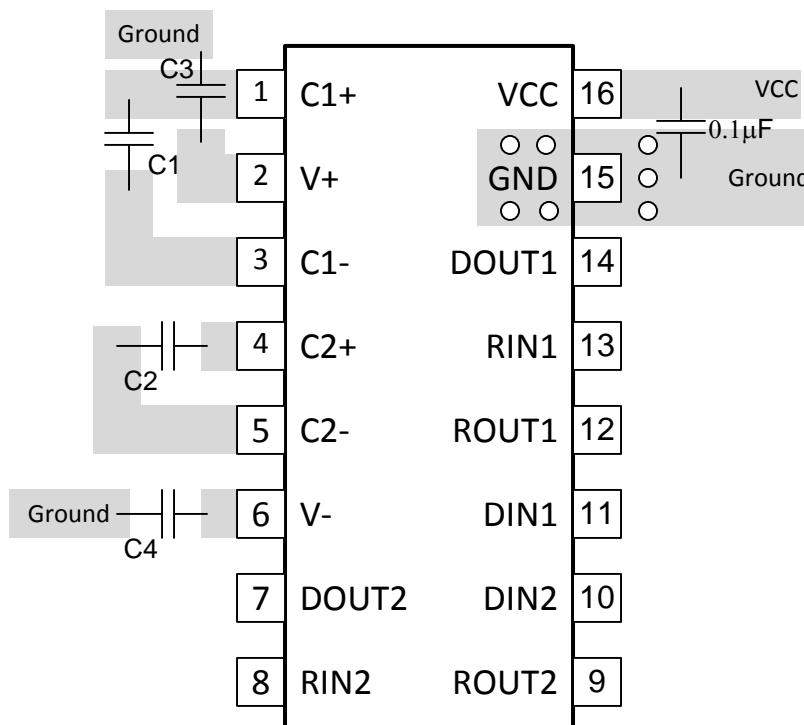 Ground
C3
1 C1+ VCC 16 VCC
C1
0.1µF
2 V+ GND 15 Ground
3 C1- DOUT1 14
4 C2+ RIN1 13
C2
5 C2- ROUT1 12
Ground
6 V- DIN1 11
C4
7 DOUT2 DIN2 10
8 RIN2 ROUT2 9